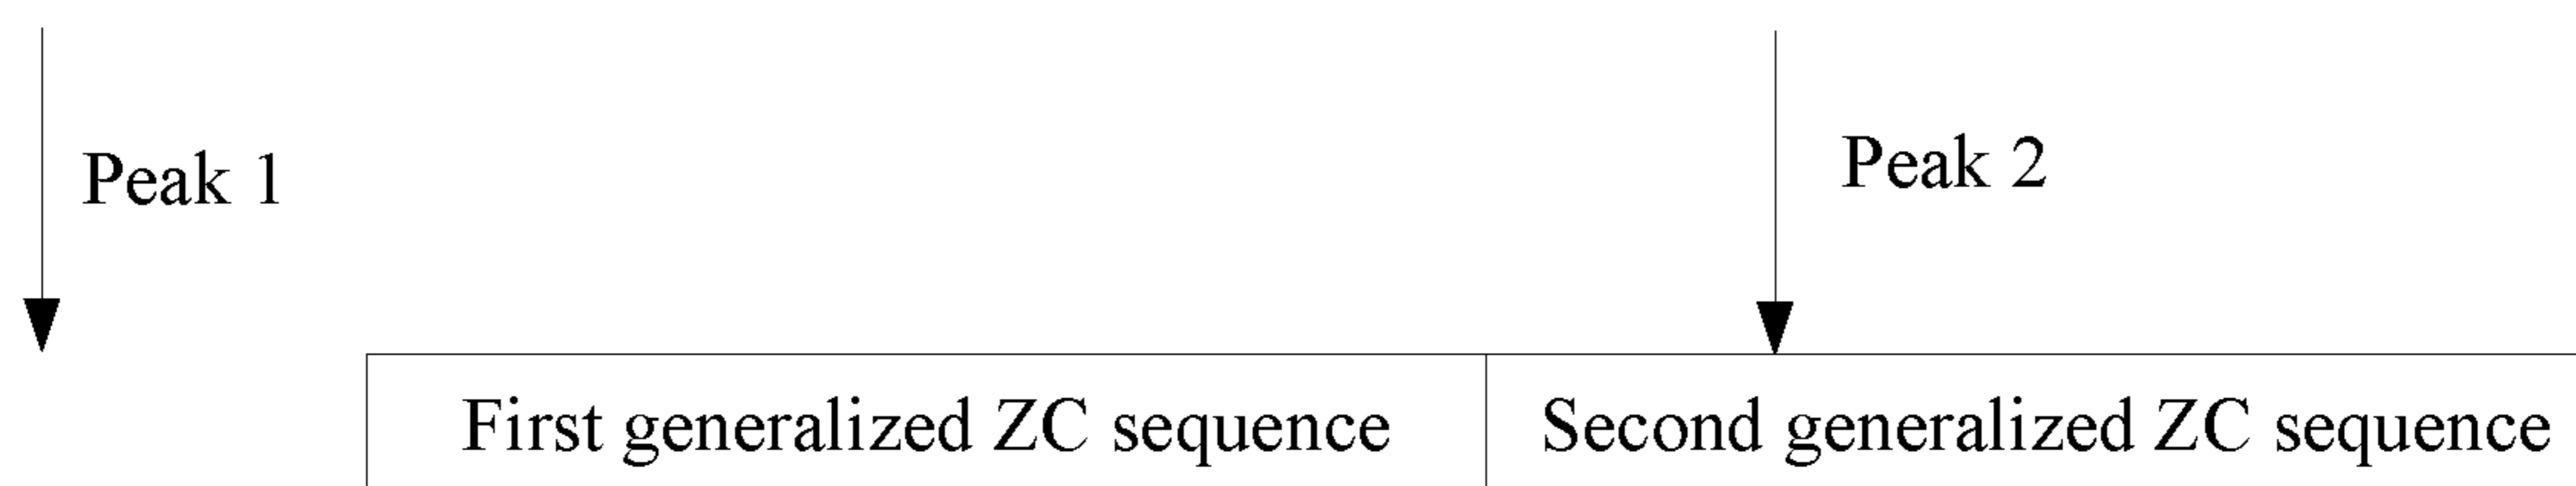 Peak 1
Peak 2
First generalized ZC sequence
Second generalized ZC sequence